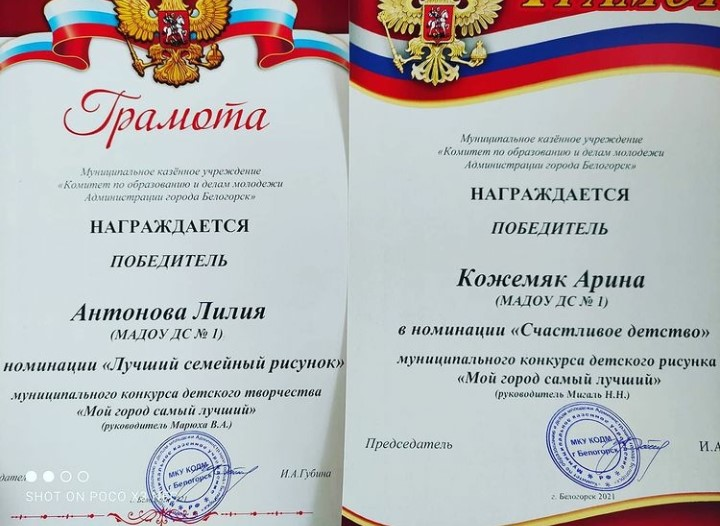 Грамота
Муниципальное казённое учреждение
«Комитет по образованию и делам молодежи
Администрации города Белогорск»
НАГРАЖДАЕТСЯ
ПОБЕДИТЕЛЬ
Антонова Лилия
(МАДОУ ДС № 1)
номинации «Лучший семейный рисунок»
муниципального конкурса детского творчества
«Мой город самый лучший»
(руководитель Марюха В.А.)
И.А.Губина
МКУ КОДМ
г Белогорск
2021
SHOT ON POCO X3
Муниципальное казённое учреждение
«Комитет по образованию и делам молодежи
Администрации города Белогорск»
НАГРАЖДАЕТСЯ
ПОБЕДИТЕЛЬ
Кожемяк Арина
(МАДОУ ДС № 1)
в номинации «Счастливое детство»
муниципального конкурса детского рисунка
«Мой город самый лучший»
(руководитель Мигаль Н.Н.)
Председатель
И.А
МКУ КОДМ
г Белогорск
г. Белогорск 2021